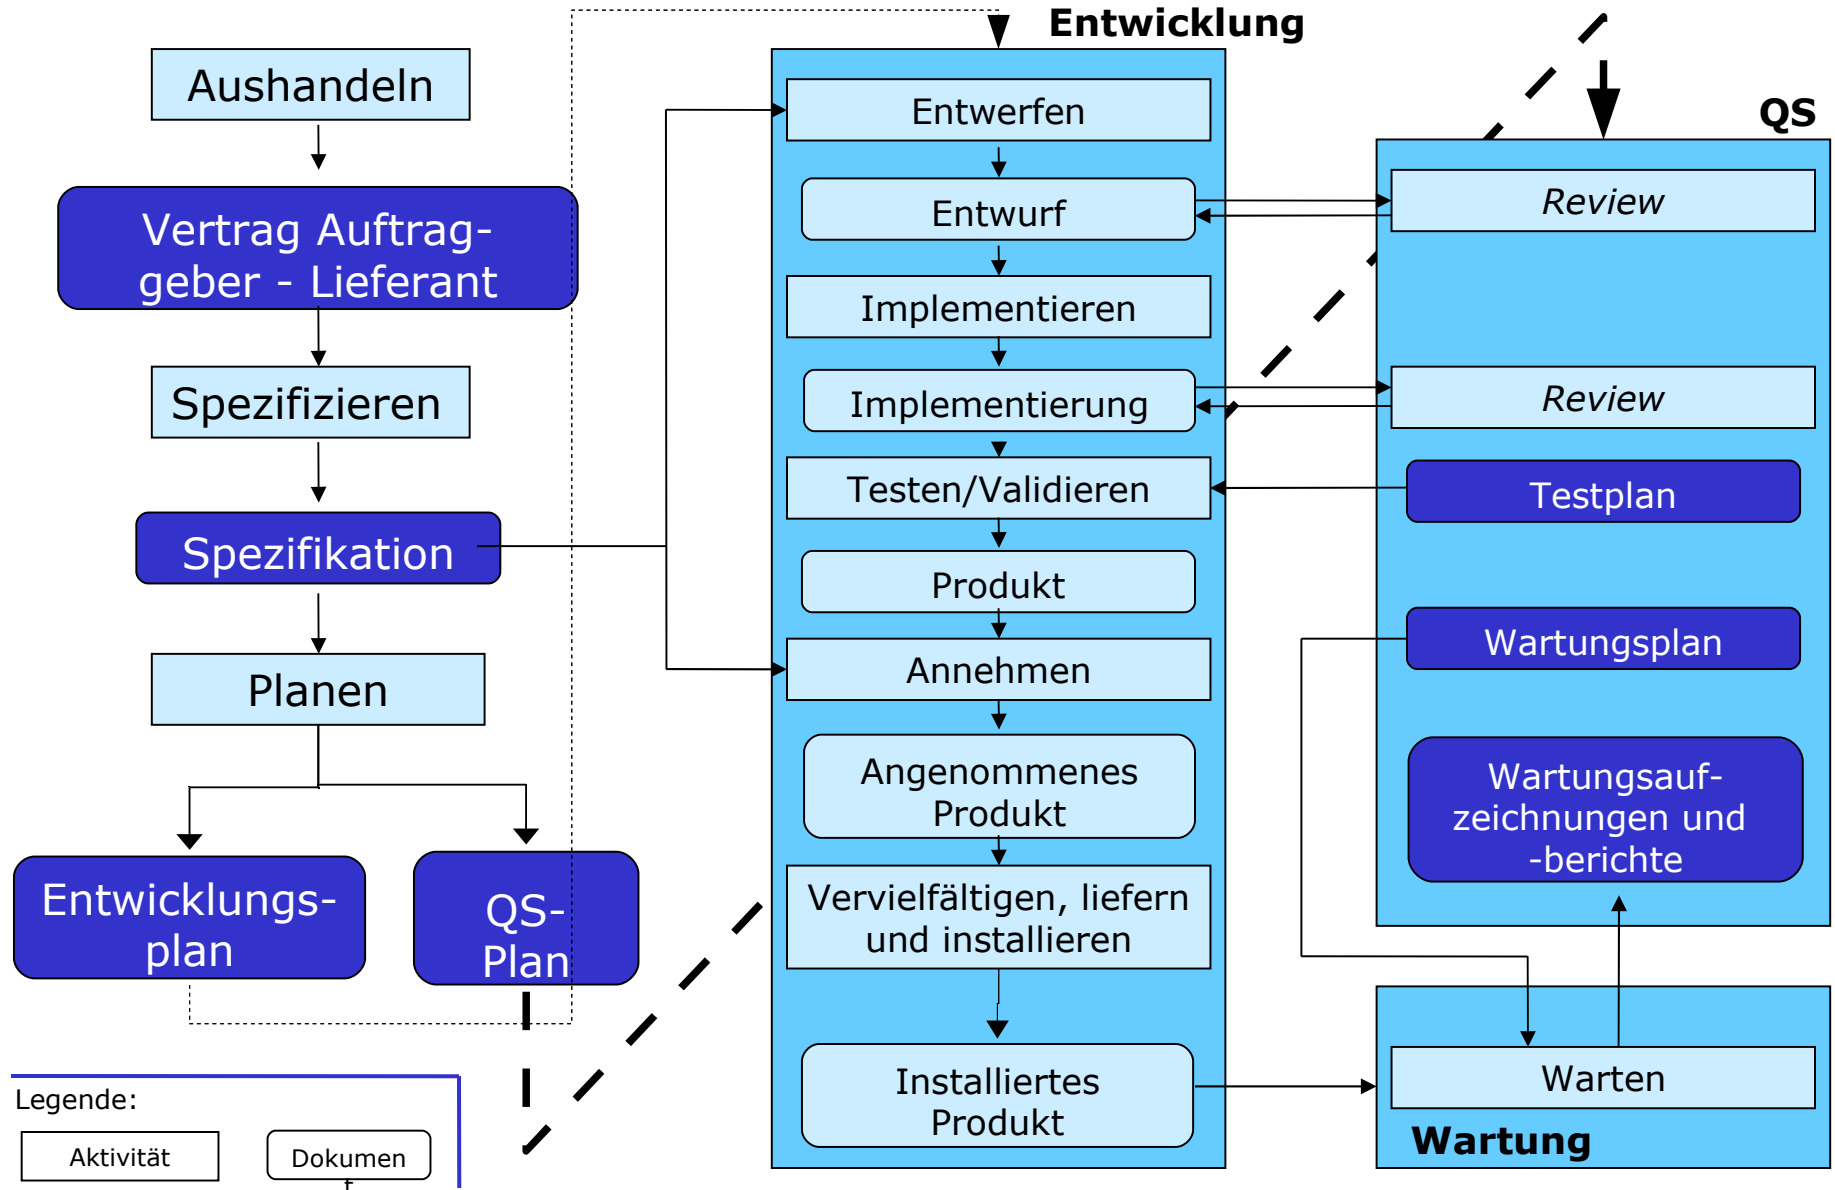 Aushandeln
Vertrag Auftrag-
geber - Lieferant
Spezifizieren
Spezifikation
Planen
Entwicklungs-
plan
QS-
Plan
Legende:
Aktivität
Dokumen
t
Entwicklung
Entwerfen
Entwurf
Implementieren
Implementierung
Testen/Validieren
Produkt
Annehmen
Angenommenes
Produkt
Vervielfältigen, liefern
und installieren
Installiertes
Produkt
QS
Review
Review
Testplan
Wartungsplan
Wartungsauf-
zeichnungen und
-berichte
Warten
Wartung